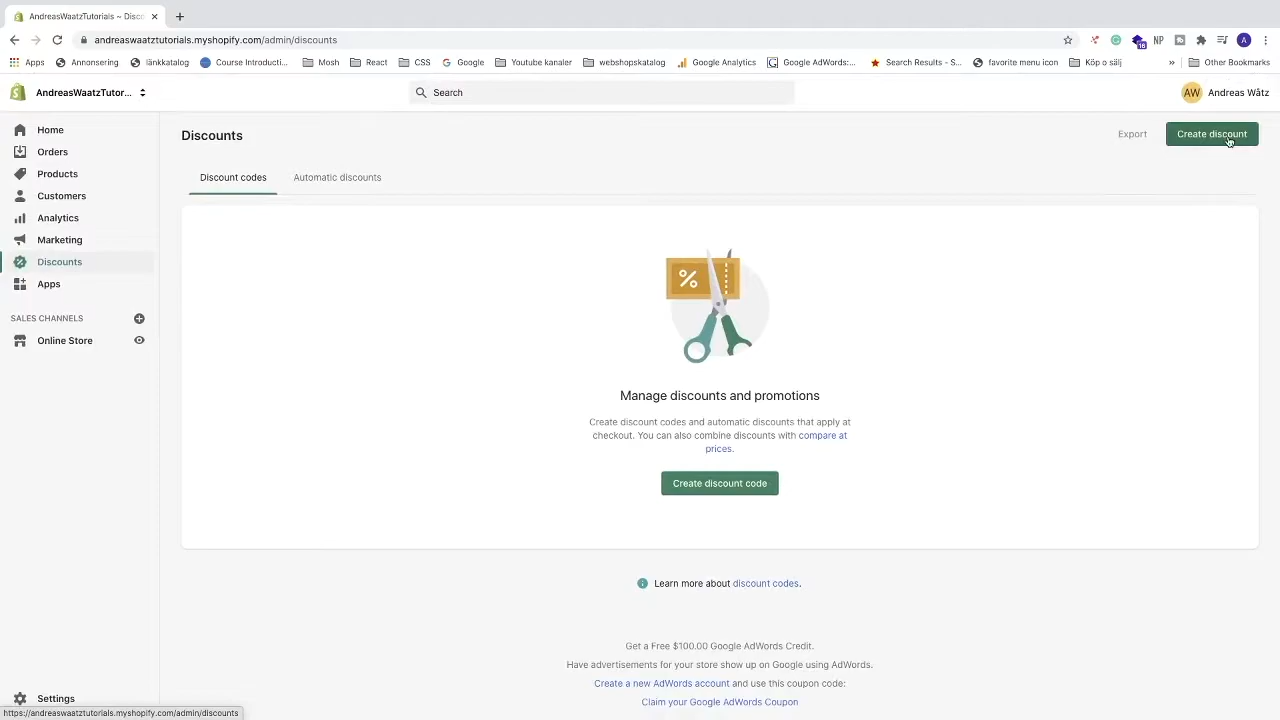 AndreasWaatzTutorials ~ Disco
andreaswaatztutorials.myshopify.com/admin/discounts
16
NP
A
Apps
Annonsering
länkkatalog
Course Introducti...
Mosh
React
CSS
Google
Youtube kanaler
webshopskatalog
Google Analytics
Google AdWords:...
Search Results - S...
favorite menu icon
Köp o sälj
»
Other Bookmarks
AndreasWaatzTutor...
Search
AW
Andreas Wåtz
Home
Orders
Products
Customers
Analytics
Marketing
Discounts
Apps
SALES CHANNELS
Online Store
Settings
Discounts
Export
Create discount
Discount codes
Automatic discounts
%
Manage discounts and promotions
Create discount codes and automatic discounts that apply at
checkout. You can also combine discounts with compare at
prices.
Create discount code
Learn more about discount codes.
Get a Free $100.00 Google AdWords Credit.
Have advertisements for your store show up on Google using AdWords.
Create a new AdWords account and use this coupon code:
Claim your Google AdWords Coupon
https://andreaswaatztutorials.myshopify.com/admin/discounts